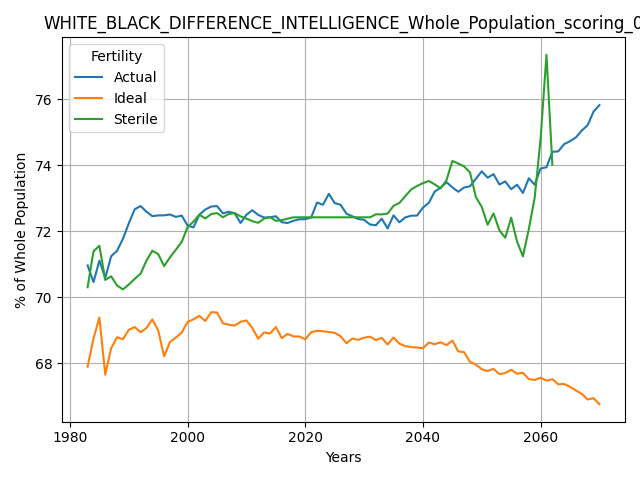 WHITE_BLACK_DIFFERENCE_INTELLIGENCE_Whole_Population_scoring_0
Fertility
Actual
Ideal
Sterile
% of Whole Population
76
74
72
70
68
1980 2000 2020 2040 2060
Years